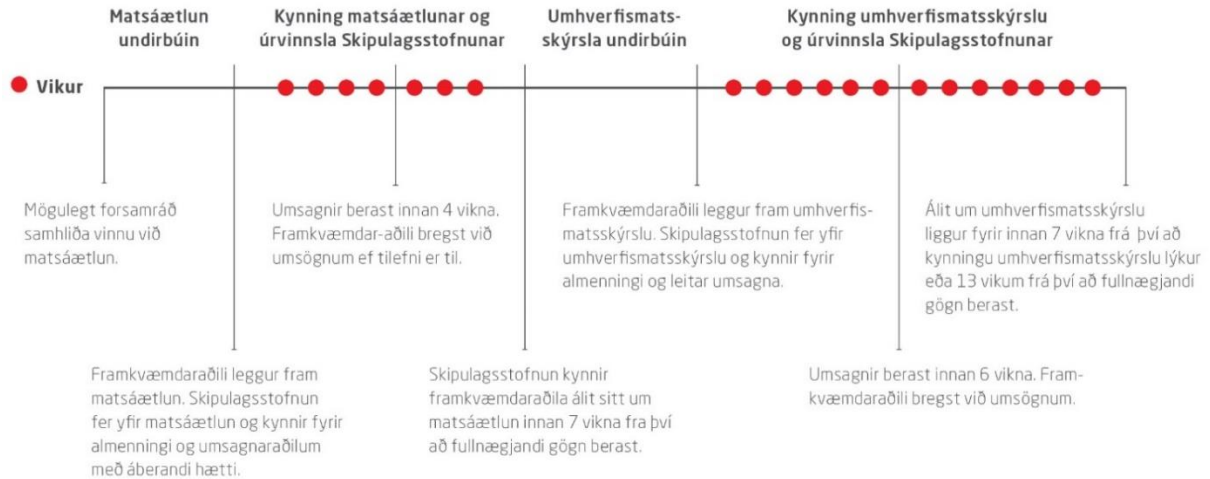 Matsáætlun
undirbúin
Kynning matsáætlunar og
úrvinnsla Skipulagsstofnunar
Umhverfismats-
skýrsla undirbúin
Kynning umhverfismatsskýrslu
og úrvinnsla Skipulagsstofnunar
Vikur
Mögulegt forsamráð
samhliða vinnu við
matsáætlun.
Umsagnir berast innan 4 vikna.
Framkvæmdar-aðili bregst við
umsögnum ef tilefni er til.
Framkvæmdaraðili leggur fram umhverfis-
matsskýrslu. Skipulagsstofnun fer yfir
umhverfismatsskýrslu og kynnir fyrir
almenningi og leitar umsagna.
Álit um umhverfismatsskýrslu
liggur fyrir innan 7 vikna frá því að
kynningu umhverfismatsskýrslu lýkur
eða 13 vikum frá því að fullnægjandi
gögn berast.
Framkvæmdaraðili leggur fram
matsáætlun. Skipulagsstofnun
fer yfir matsáætlun og kynnir fyrir
almenningi og umsagnaraðilum
með áberandi hætti.
Skipulagsstofnun kynnir
framkvæmdaraðila álit sitt um
matsáætlun innan 7 vikna fra því
að fullnægjandi gögn berast.
Umsagnir berast innan 6 vikna. Fram-
kvæmdaraðili bregst við umsögnum.